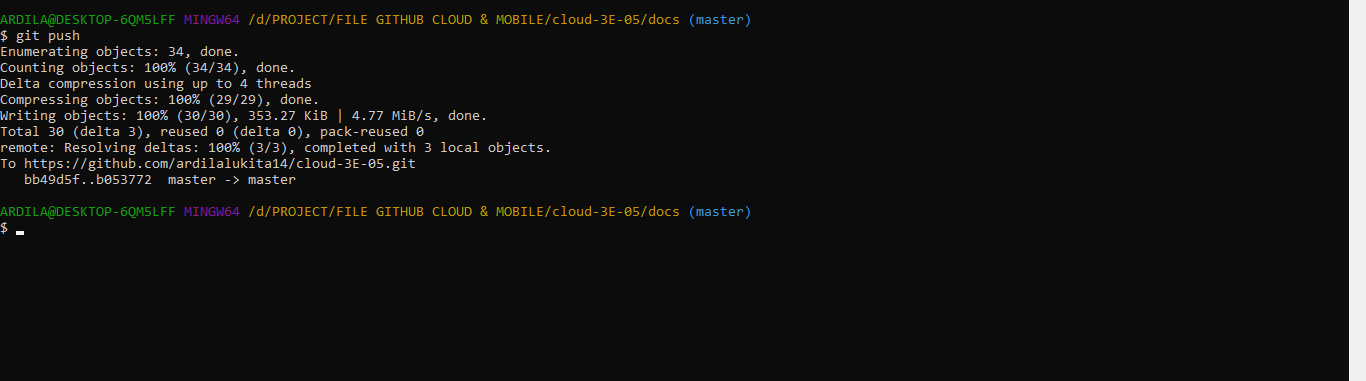 ARDILA@DESKTOP-6QM5LFF MINGW64 /d/PROJECT/FILE GITHUB CLOUD & MOBILE/cloud-3E-05/docs (master)
$ git push
Enumerating objects: 34, done.
Counting objects: 100% (34/34), done.
Delta compression using up to 4 threads
Compressing objects: 100% (29/29), done.
Writing objects: 100% (30/30), 353.27 KiB | 4.77 MiB/s, done.
Total 30 (delta 3), reused 0 (delta 0), pack-reused 0
remote: Resolving deltas: 100% (3/3), completed with 3 local objects.
To https://github.com/ardilalukita14/cloud-3E-05.git
   bb49d5f..b053772  master -> master
ARDILA@DESKTOP-6QM5LFF MINGW64 /d/PROJECT/FILE GITHUB CLOUD & MOBILE/cloud-3E-05/docs (master)
$